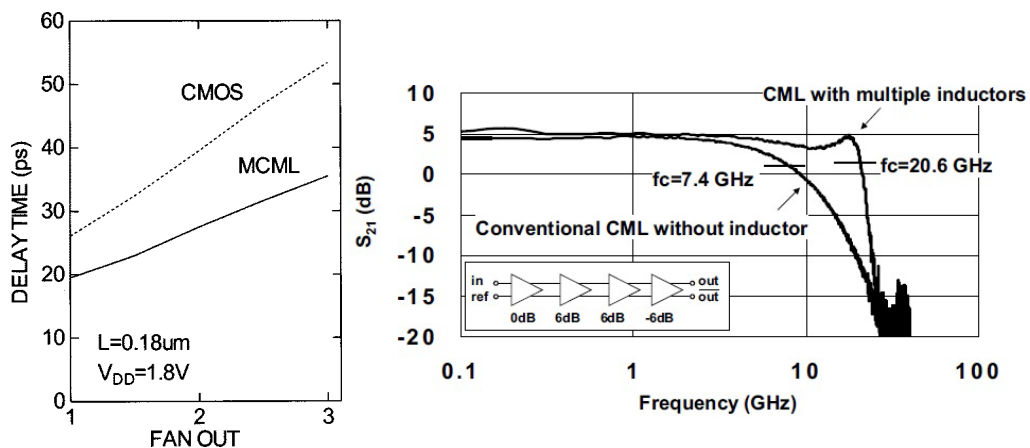 60
50
40
30
20
10
0
DELAY TIME (ps)
CMOS
MCML
L=0.18um
V_DD=1.8V
1 2 3
FAN OUT
10
5
0
-5
-10
-15
-20
S_21 (dB)
CML with multiple inductors
fc=20.6 GHz
fc=7.4 GHz
Conventional CML without inductor
in out
ref out
0dB 6dB 6dB -6dB
0.1 1 10 100
Frequency (GHz)